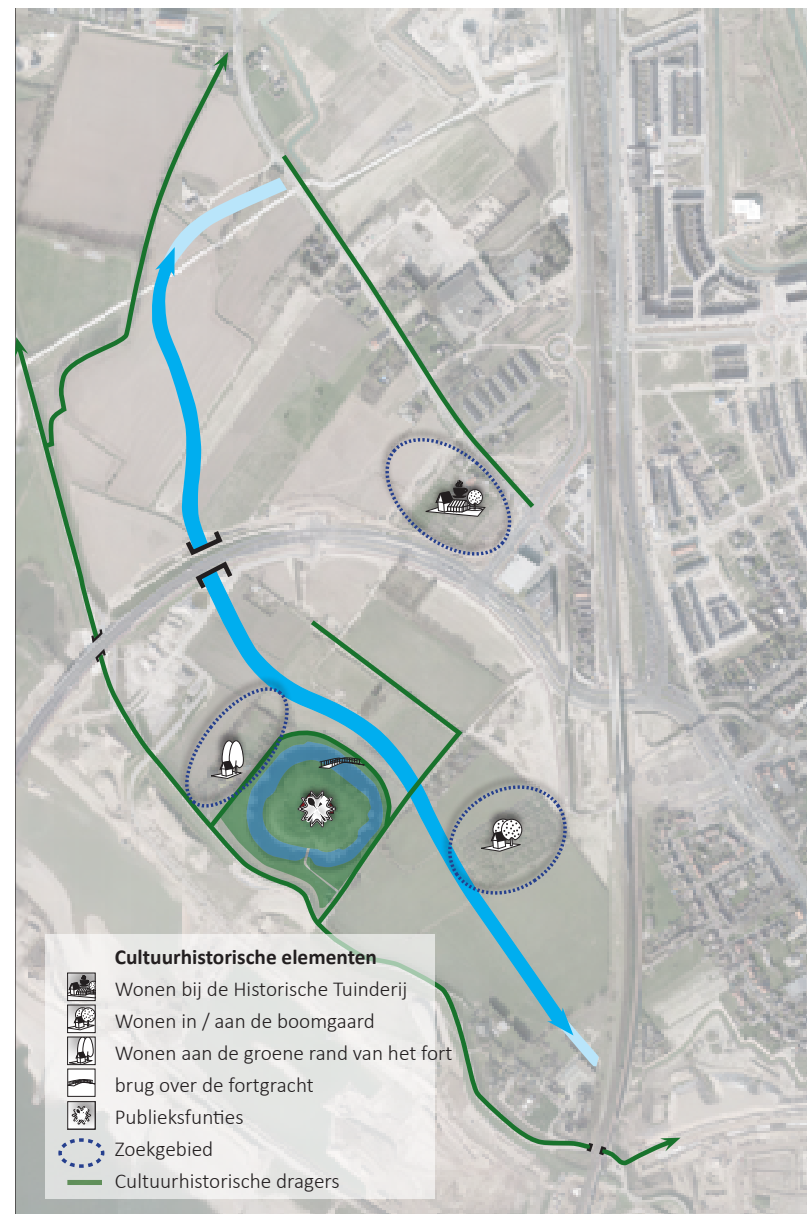 Cultuurhistorische elementen
Wonen bij de Historische Tuinderij
Wonen in / aan de boomgaard
Wonen aan de groene rand van het fort
brug over de fortgracht
Publieksfunties
Zoekgebied
Cultuurhistorische dragers